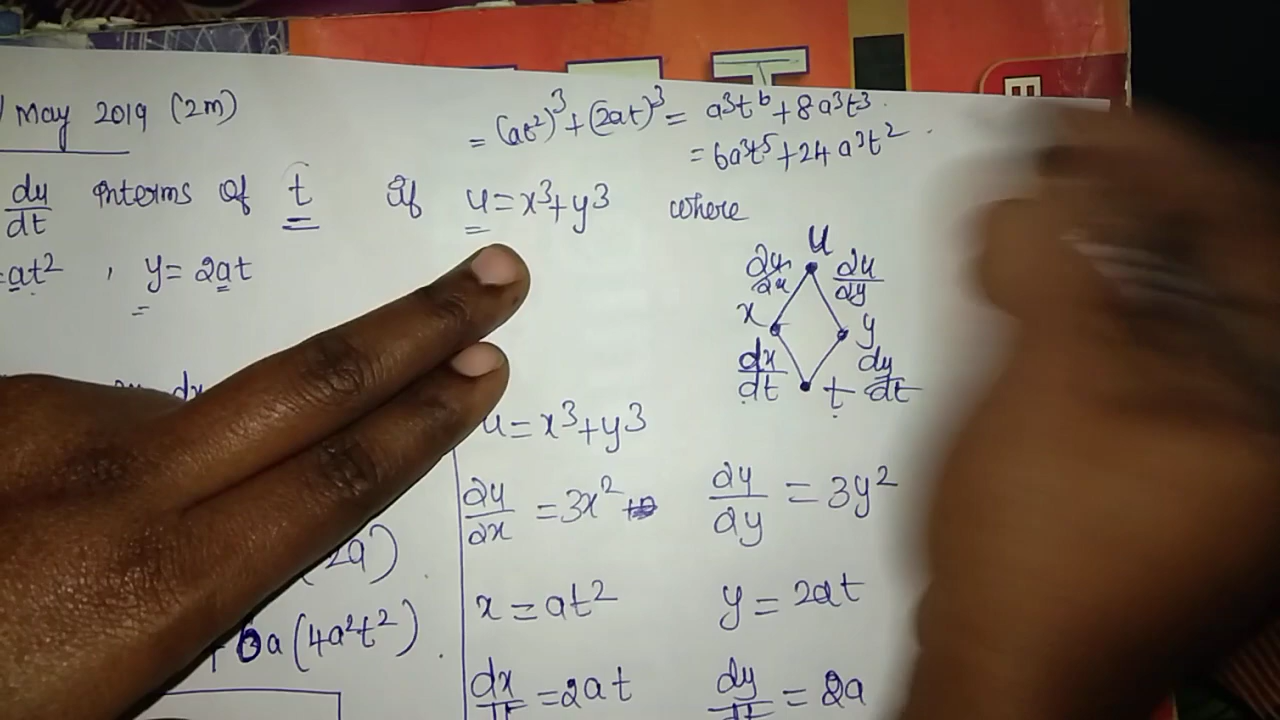 May 2019 (2m)
= (at²)³ + (2at)³ = a³t⁶ + 8a³t³
= 6a³t⁵ + 24a³t²
du/dt interms of t if u = x³ + y³ where
= at² , y = 2at
u
∂u/∂x ∂u/∂y
x y
dx/dt t dy/dt
u = x³ + y³
∂u/∂x = 3x² ∂u/∂y = 3y²
2a)
x = at² y = 2at
a(4a²t²)
dx/dt = 2at dy/dt = 2a